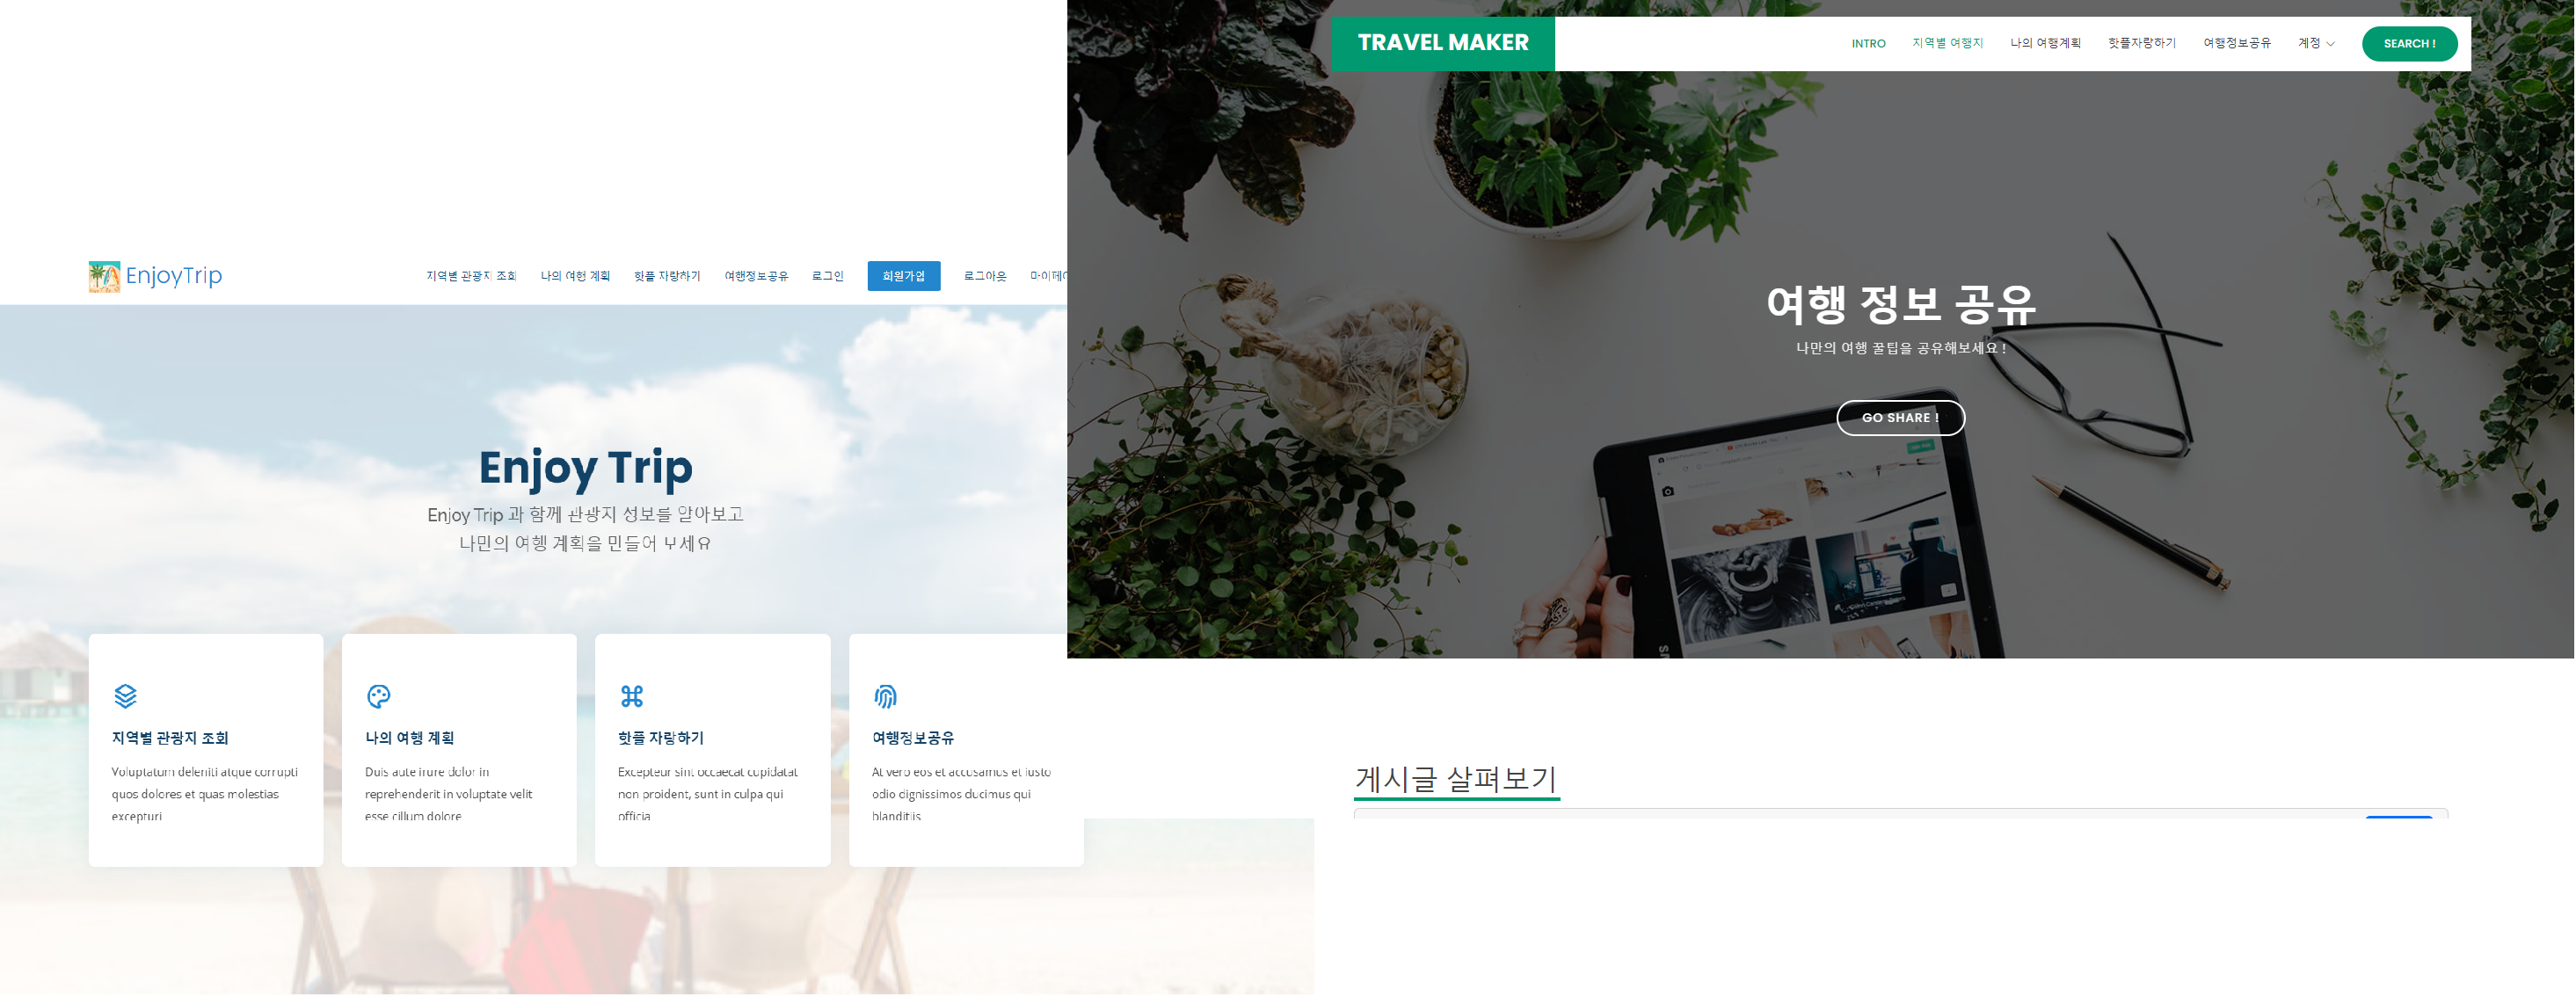 EnjoyTrip
지역별 관광지 조회
나의 여행 계획
핫플 자랑하기
여행정보공유
로그인
회원가입
로그아웃
Enjoy Trip
Enjoy Trip 과 함께 관광지 정보를 알아보고
나만의 여행 계획을 만들어 보세요
지역별 관광지 조회
Voluptatum deleniti atque corrupti
quos dolores et quas molestias
excepturi
나의 여행 계획
Duis aute irure dolor in
reprehenderit in voluptate velit
esse cillum dolore
핫플 자랑하기
Excepteur sint occaecat cupidatat
non proident, sunt in culpa qui
officia
여행정보공유
At vero eos et accusamus et iusto
odio dignissimos ducimus qui
blanditiis
TRAVEL MAKER
INTRO
지역별 여행지
나의 여행계획
핫플자랑하기
여행정보공유
계정
SEARCH !
여행 정보 공유
나만의 여행 꿀팁을 공유해보세요 !
GO SHARE !
게시글 살펴보기